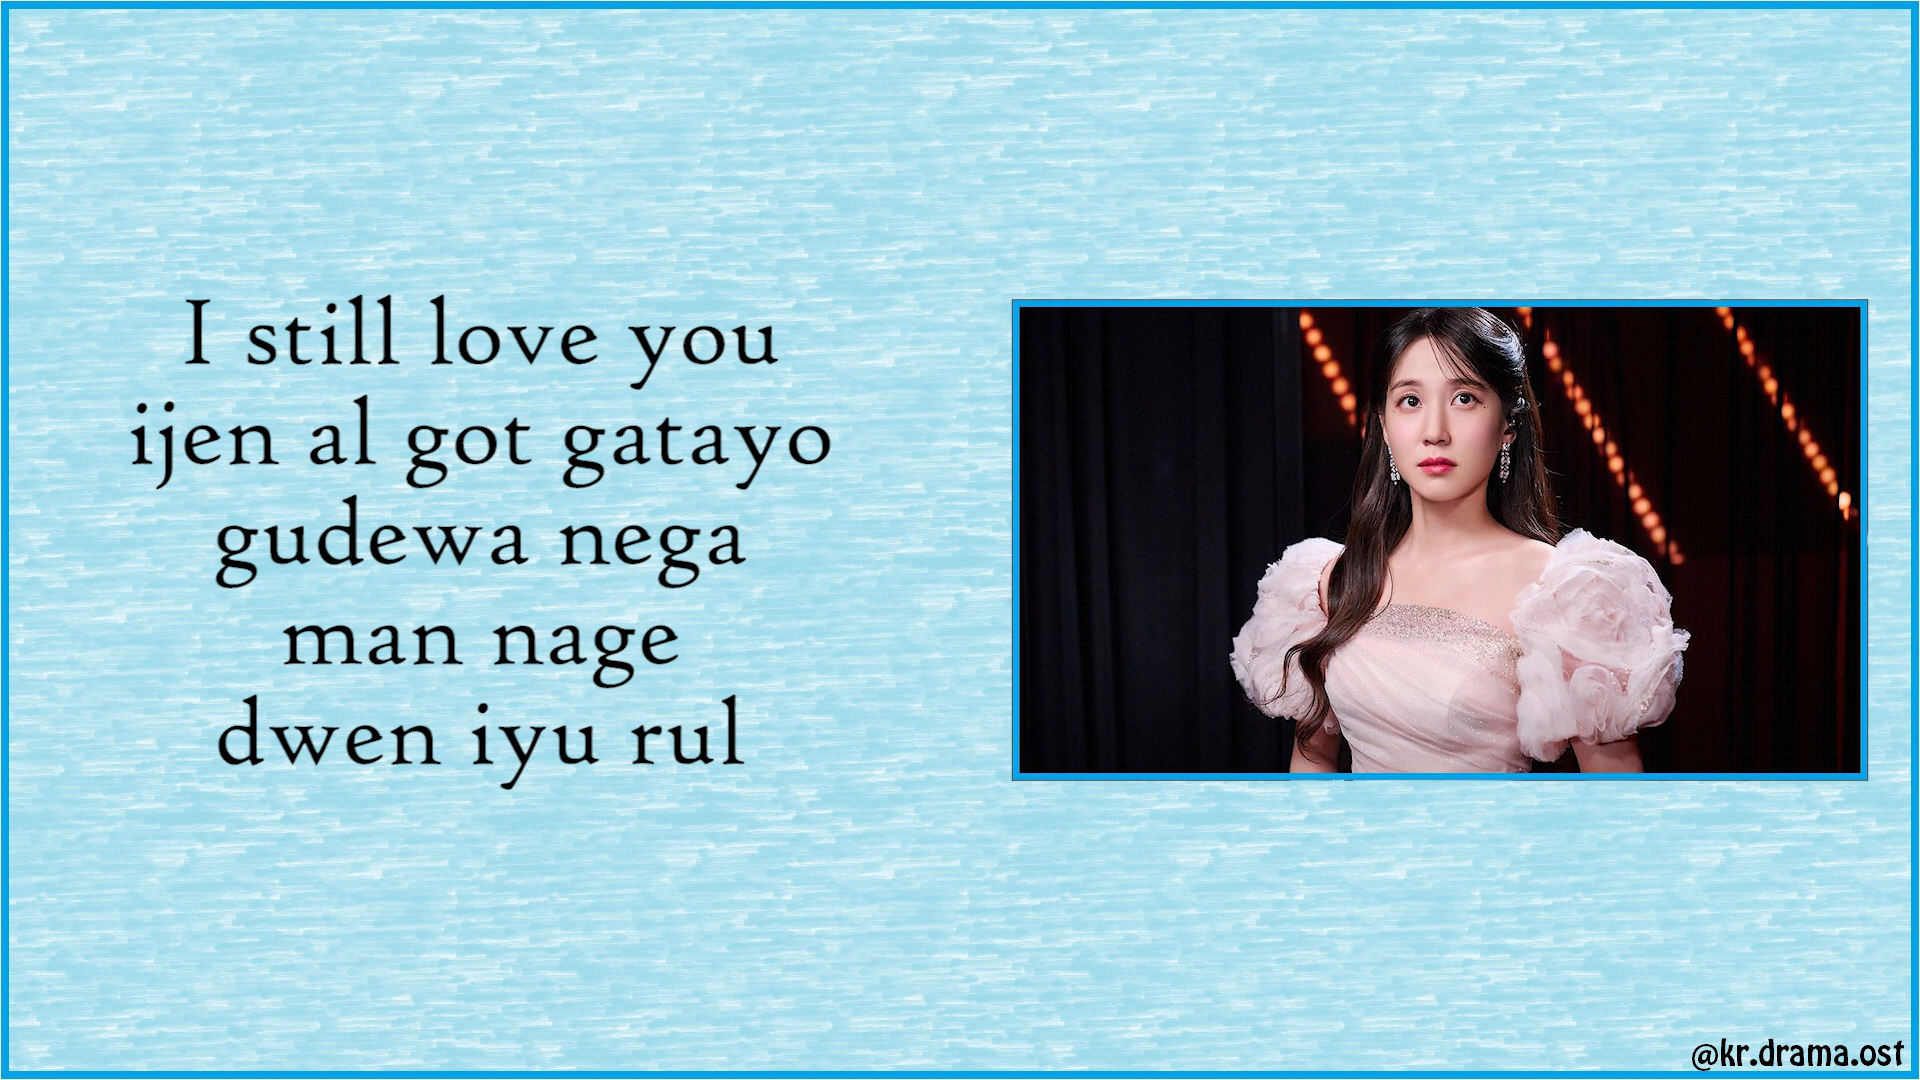 I still love you
ijen al got gatayo
gudewa nega
man nage
dwen iyu rul
@kr.drama.ost